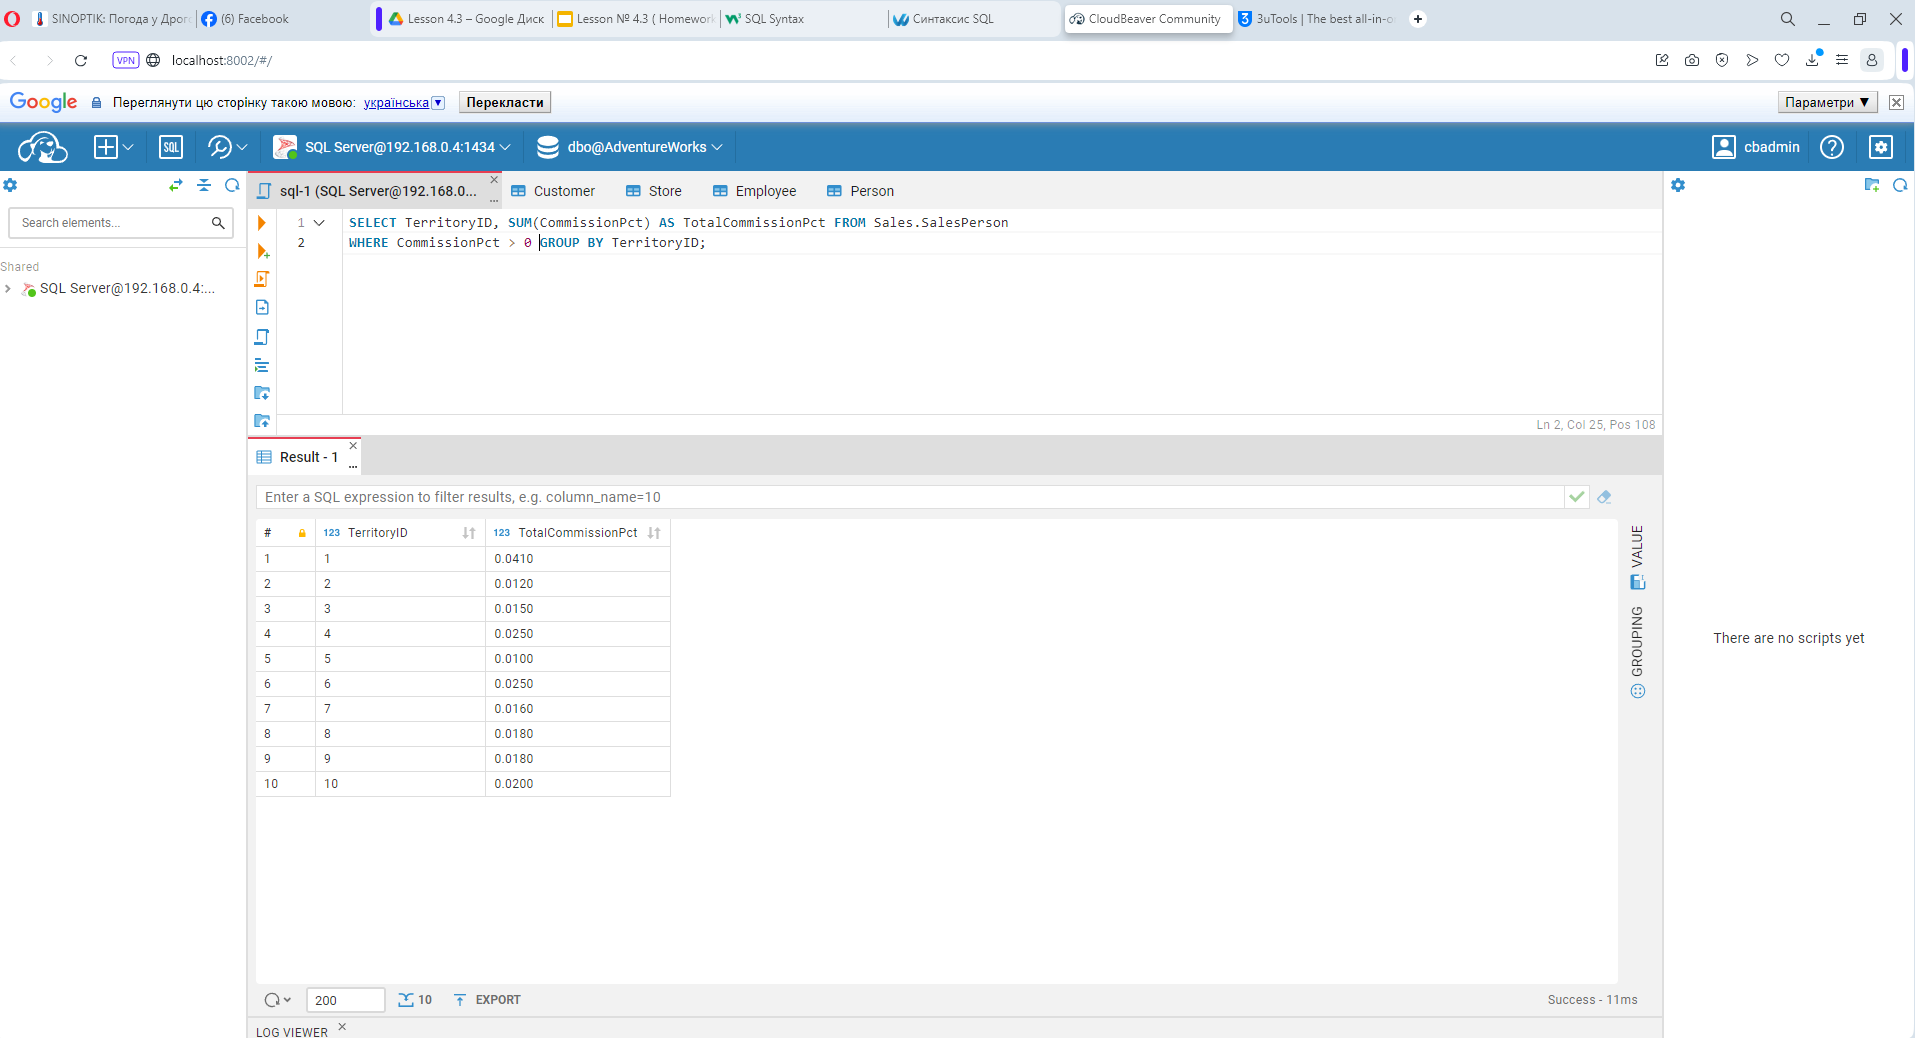 SINOPTIK: Погода у Дрог
(6) Facebook
Lesson 4.3 – Google Диск
Lesson № 4.3 ( Homework
SQL Syntax
Синтаксис SQL
CloudBeaver Community
3uTools | The best all-in-o
VPN
localhost:8002/#/
Google
Переглянути цю сторінку такою мовою:
українська
Перекласти
Параметри ▼
SQL
SQL Server@192.168.0.4:1434
dbo@AdventureWorks
cbadmin
sql-1 (SQL Server@192.168.0...
Customer
Store
Employee
Person
Search elements...
Shared
SQL Server@192.168.0.4:...
1 SELECT TerritoryID, SUM(CommissionPct) AS TotalCommissionPct FROM Sales.SalesPerson
2 WHERE CommissionPct > 0 GROUP BY TerritoryID;
Ln 2, Col 25, Pos 108
Result - 1
Enter a SQL expression to filter results, e.g. column_name=10
# 123 TerritoryID 123 TotalCommissionPct
1 1 0.0410
2 2 0.0120
3 3 0.0150
4 4 0.0250
5 5 0.0100
6 6 0.0250
7 7 0.0160
8 8 0.0180
9 9 0.0180
10 10 0.0200
VALUE
GROUPING
There are no scripts yet
200
10
EXPORT
Success - 11ms
LOG VIEWER